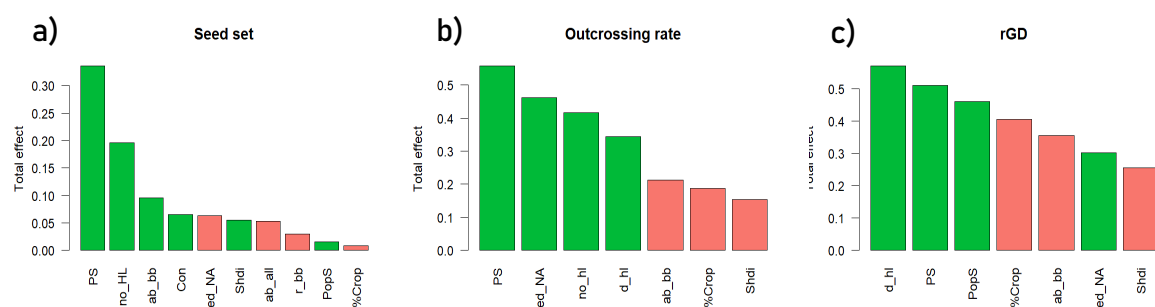 a)
Seed set
Total effect
0.30
0.25
0.20
0.15
0.10
0.05
0.00
PS
no_HL
ab_bb
Con
ed_NA
Shdi
ab_all
r_bb
PopS
%Crop
b)
Outcrossing rate
Total effect
0.5
0.4
0.3
0.2
0.1
0.0
PS
ed_NA
no_hl
d_hl
ab_bb
%Crop
Shdi
c)
rGD
Total effect
0.5
0.4
0.3
0.2
0.1
0.0
d_hl
PS
PopS
%Crop
ab_bb
ed_NA
Shdi